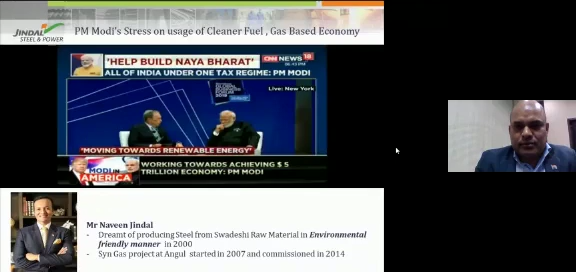 JINDAL
STEEL & POWER
PM Modi's Stress on usage of Cleaner Fuel , Gas Based Economy
'HELP BUILD NAYA BHARAT'
CNN NEWS 18
06:43 PM
ALL OF INDIA UNDER ONE TAX REGIME: PM MODI
Live: New York
'MOVING TOWARDS RENEWABLE ENERGY'
MODI IN
AMERICA
WORKING TOWARDS ACHIEVING $ 5
TRILLION ECONOMY: PM MODI
Mr Naveen Jindal
- Dreamt of producing Steel from Swadeshi Raw Material in Environmental
friendly manner in 2000
- Syn Gas project at Angul started in 2007 and commissioned in 2014